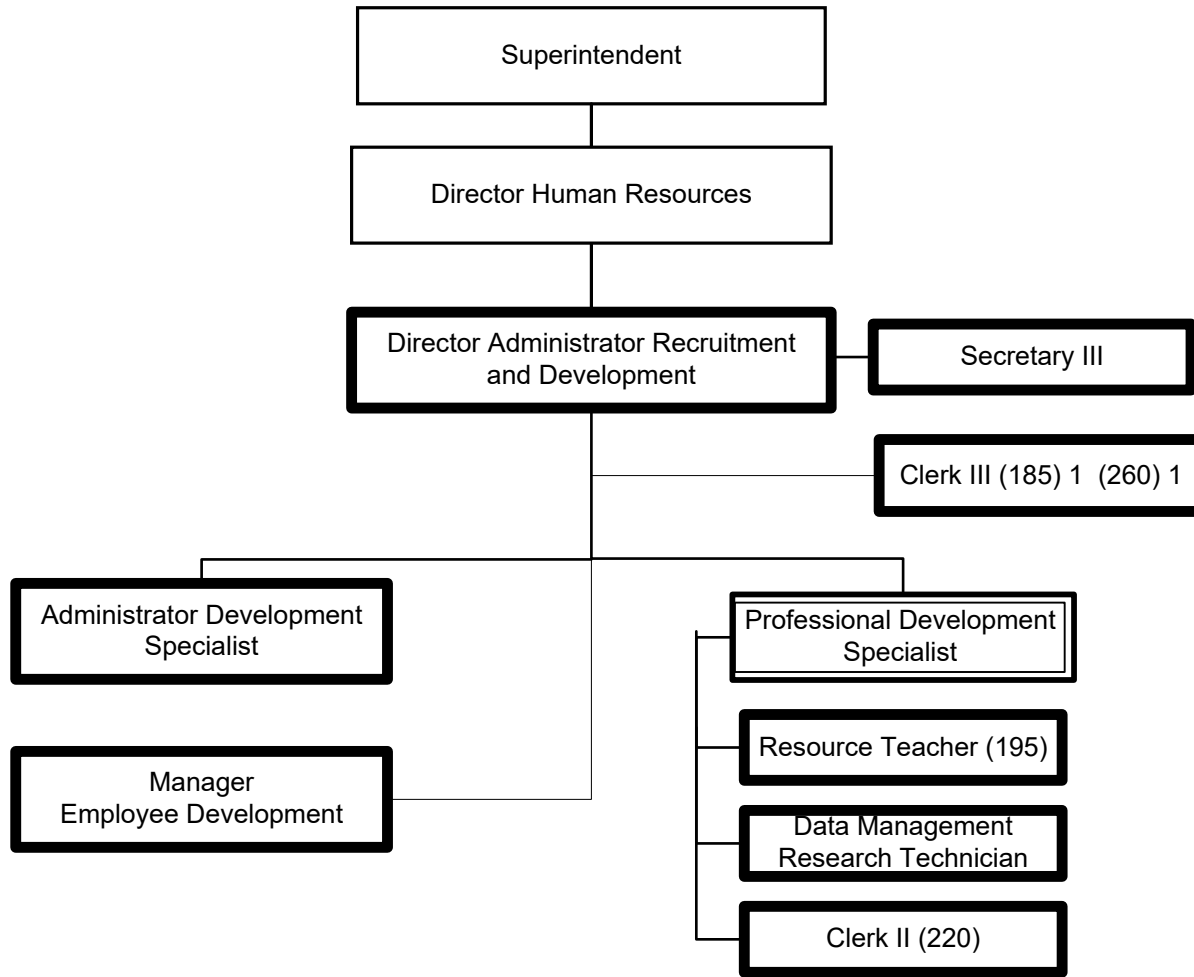 Superintendent
Director Human Resources
Director Administrator Recruitment
and Development
Secretary III
Clerk III (185) 1  (260) 1
Administrator Development
Specialist
Professional Development
Specialist
Resource Teacher (195)
Manager
Employee Development
Data Management
Research Technician
Clerk II (220)